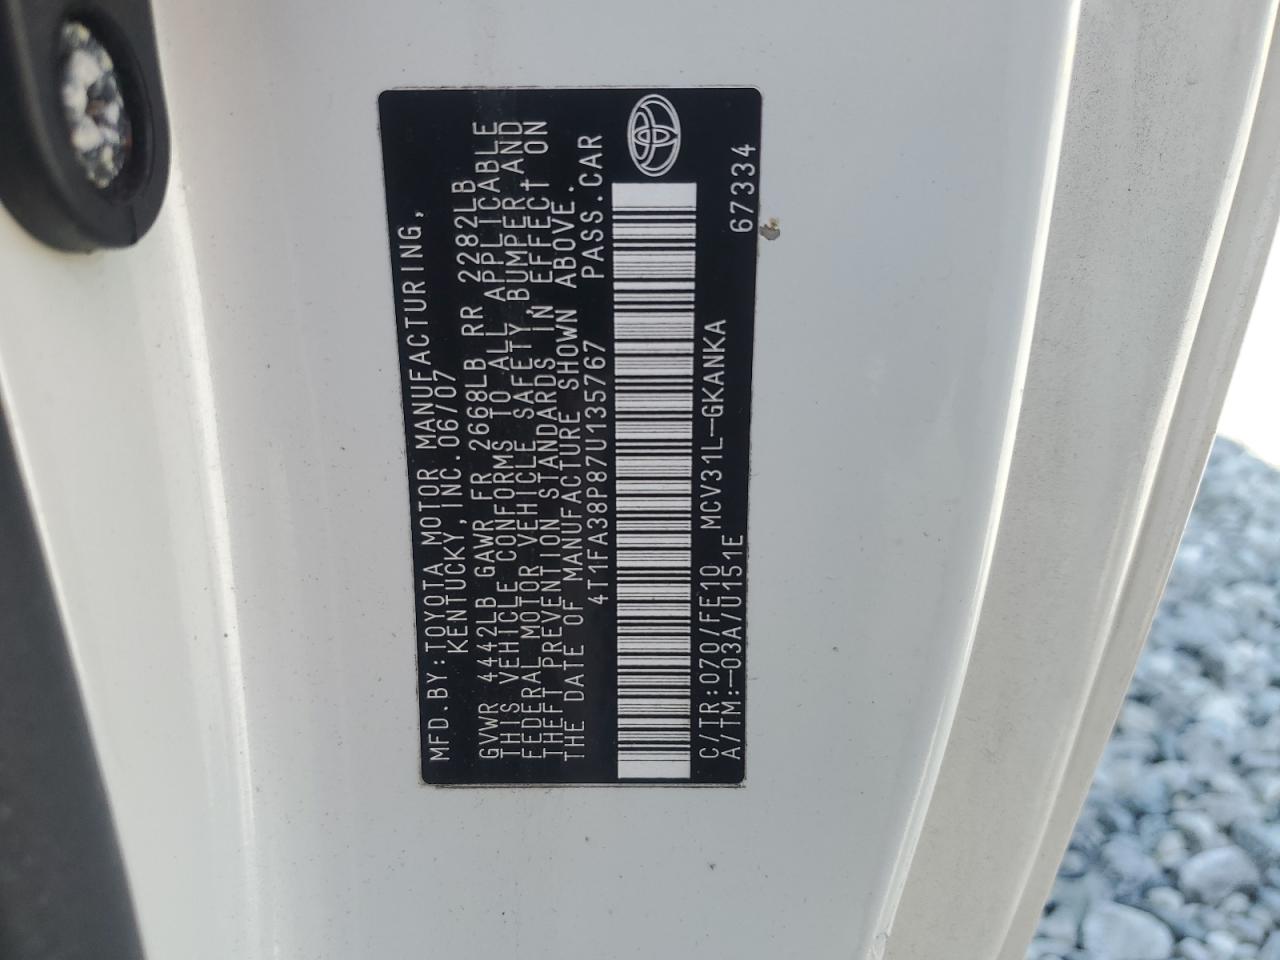 MFD.BY:TOYOTA MOTOR MANUFACTURING,
KENTUCKY, INC.06/07
GVWR 4442LB GAWR FR 2668LB RR 2282LB
THIS VEHICLE CONFORMS TO ALL APPLICABLE
FEDERAL MOTOR VEHICLE SAFETY, BUMPER, AND
THEFT PREVENTION STANDARDS IN EFFECT ON
THE DATE OF MANUFACTURE SHOWN ABOVE.
4T1FA38P87U135767 PASS.CAR
C/TR:070/FE10 MCV31L-GKANKA
A/TM:-03A/U151E 67334